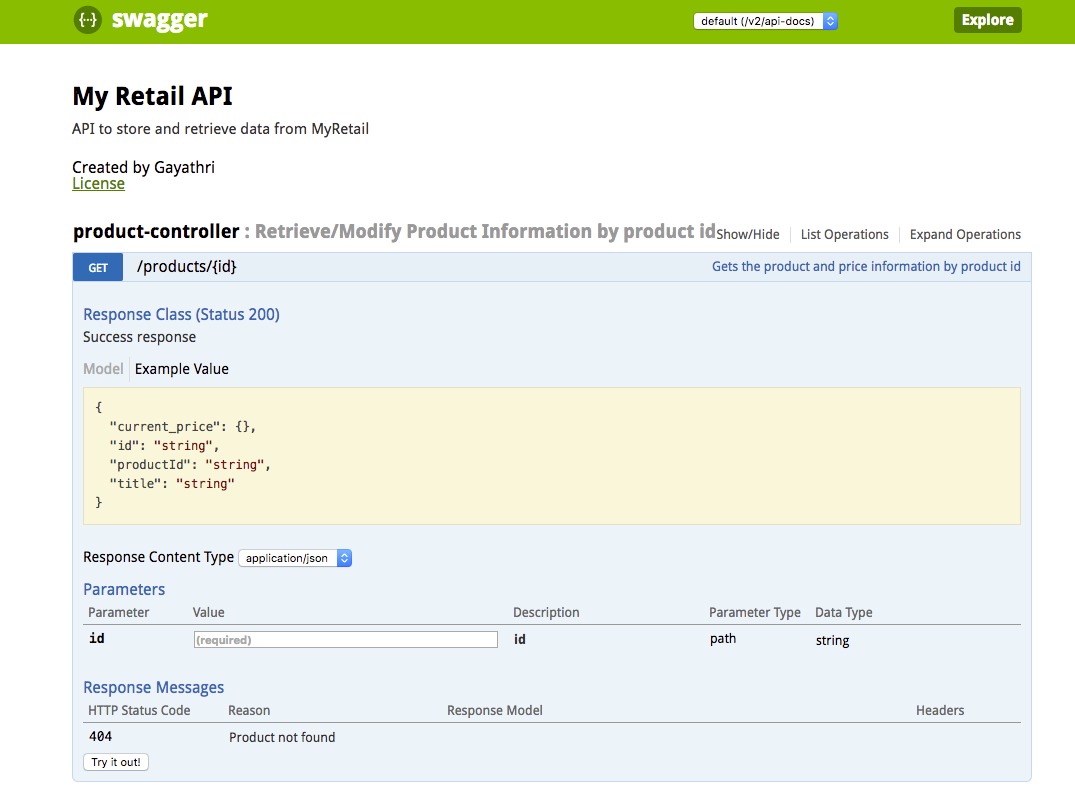 {··} swagger default (/v2/api-docs) Explore
My Retail API
API to store and retrieve data from MyRetail
Created by Gayathri
License
product-controller : Retrieve/Modify Product Information by product id Show/Hide List Operations Expand Operations
GET /products/{id} Gets the product and price information by product id
Response Class (Status 200)
Success response
Model Example Value
{
"current_price": {},
"id": "string",
"productId": "string",
"title": "string"
}
Response Content Type application/json
Parameters
Parameter Value Description Parameter Type Data Type
id (required) id path string
Response Messages
HTTP Status Code Reason Response Model Headers
404 Product not found
Try it out!